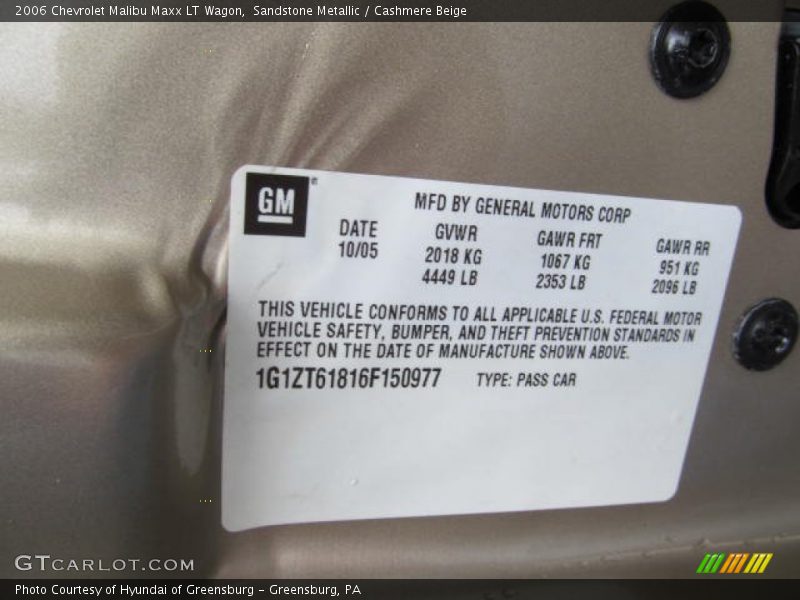 2006 Chevrolet Malibu Maxx LT Wagon, Sandstone Metallic / Cashmere Beige
GM®
MFD BY GENERAL MOTORS CORP
DATE GVWR GAWR FRT GAWR RR
10/05 2018 KG 1067 KG 951 KG
4449 LB 2353 LB 2096 LB
THIS VEHICLE CONFORMS TO ALL APPLICABLE U.S. FEDERAL MOTOR
VEHICLE SAFETY, BUMPER, AND THEFT PREVENTION STANDARDS IN
EFFECT ON THE DATE OF MANUFACTURE SHOWN ABOVE.
1G1ZT61816F150977 TYPE: PASS CAR
GTCARLOT.COM
Photo Courtesy of Hyundai of Greensburg - Greensburg, PA